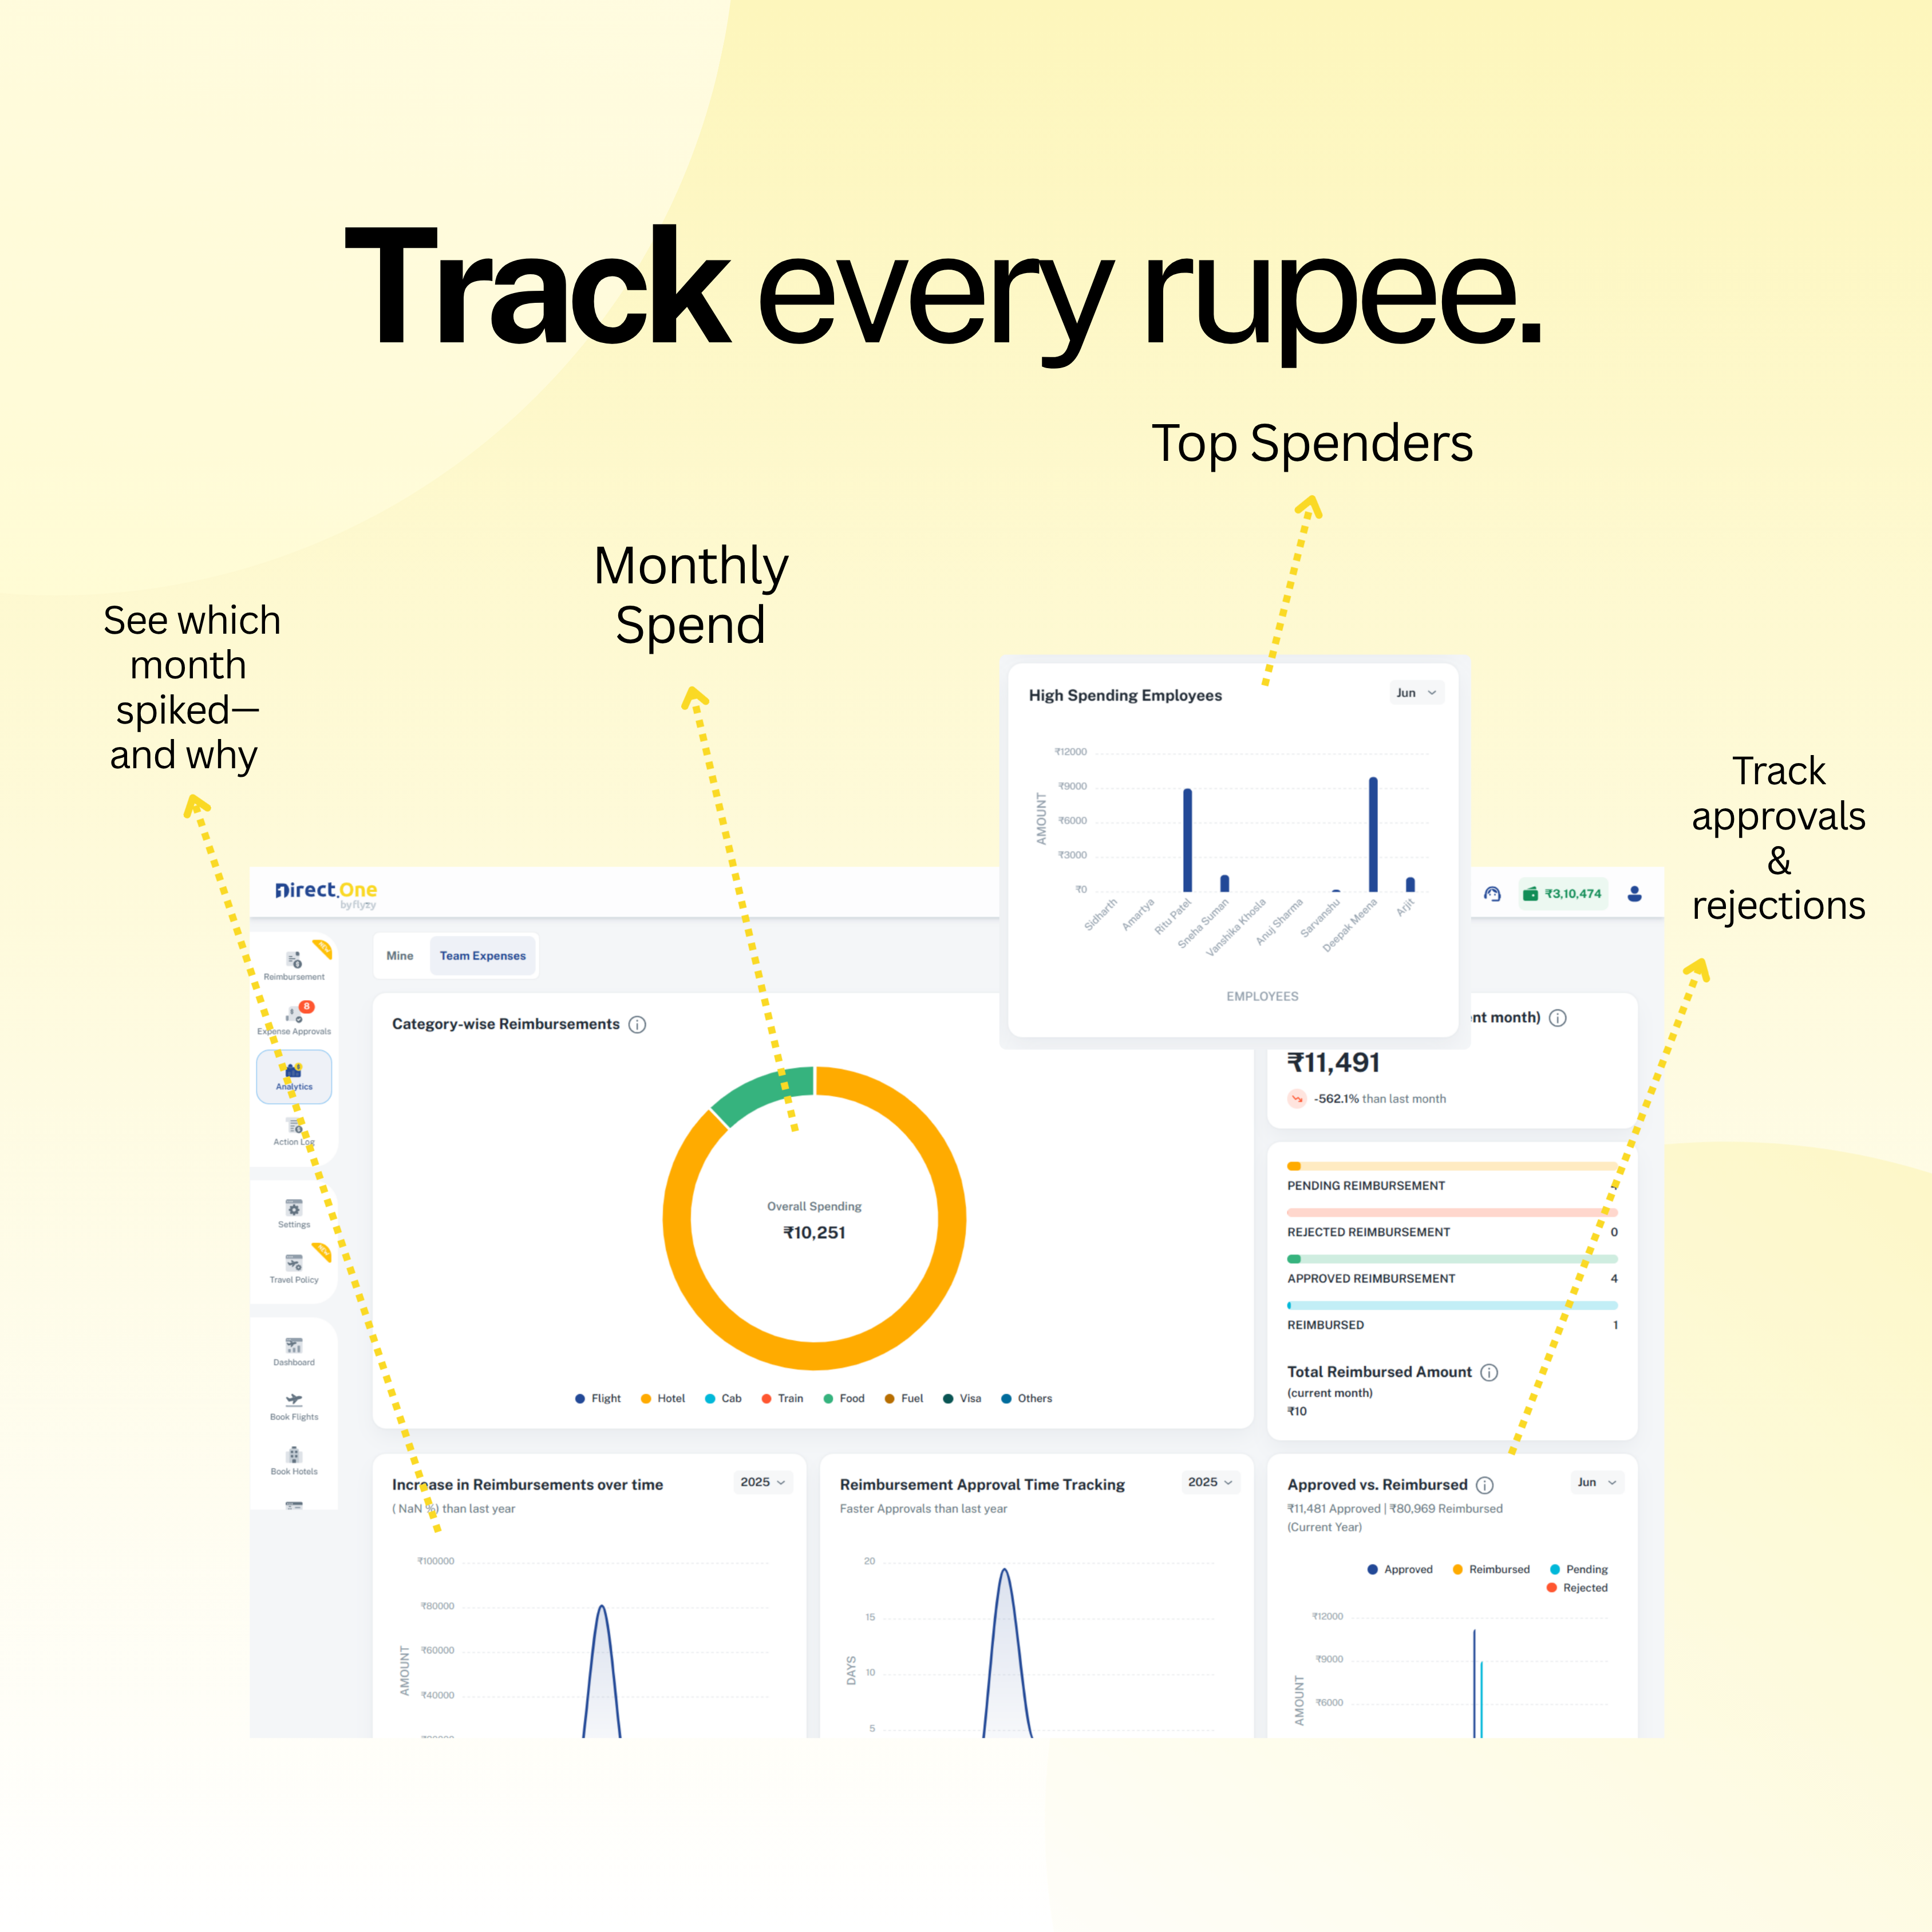 Track every rupee.
Top Spenders
Monthly
Spend
See which
month
spiked—
and why
Track
approvals
&
rejections
High Spending Employees
Jun
₹12000
₹9000
₹6000
₹3000
₹0
AMOUNT
Sidharth
Amartya
Ritu Patel
Sneha Suman
Vanshika Khosla
Anuj Sharma
Sarvanshu
Deepak Meena
Arjit
EMPLOYEES
Direct.One
by flyzy
₹3,10,474
Reimbursement
8
Expense Approvals
Analytics
Action Log
Settings
Travel Policy
Dashboard
Book Flights
Book Hotels
Mine
Team Expenses
Category-wise Reimbursements
Overall Spending
₹10,251
Flight
Hotel
Cab
Train
Food
Fuel
Visa
Others
nt month)
₹11,491
-562.1% than last month
PENDING REIMBURSEMENT
REJECTED REIMBURSEMENT 0
APPROVED REIMBURSEMENT 4
REIMBURSED 1
Total Reimbursed Amount
(current month)
₹10
Increase in Reimbursements over time
2025
( NaN %) than last year
₹100000
₹80000
₹60000
₹40000
AMOUNT
Reimbursement Approval Time Tracking
2025
Faster Approvals than last year
20
15
10
5
DAYS
Approved vs. Reimbursed
Jun
₹11,481 Approved | ₹80,969 Reimbursed
(Current Year)
Approved
Reimbursed
Pending
Rejected
₹12000
₹9000
₹6000
AMOUNT